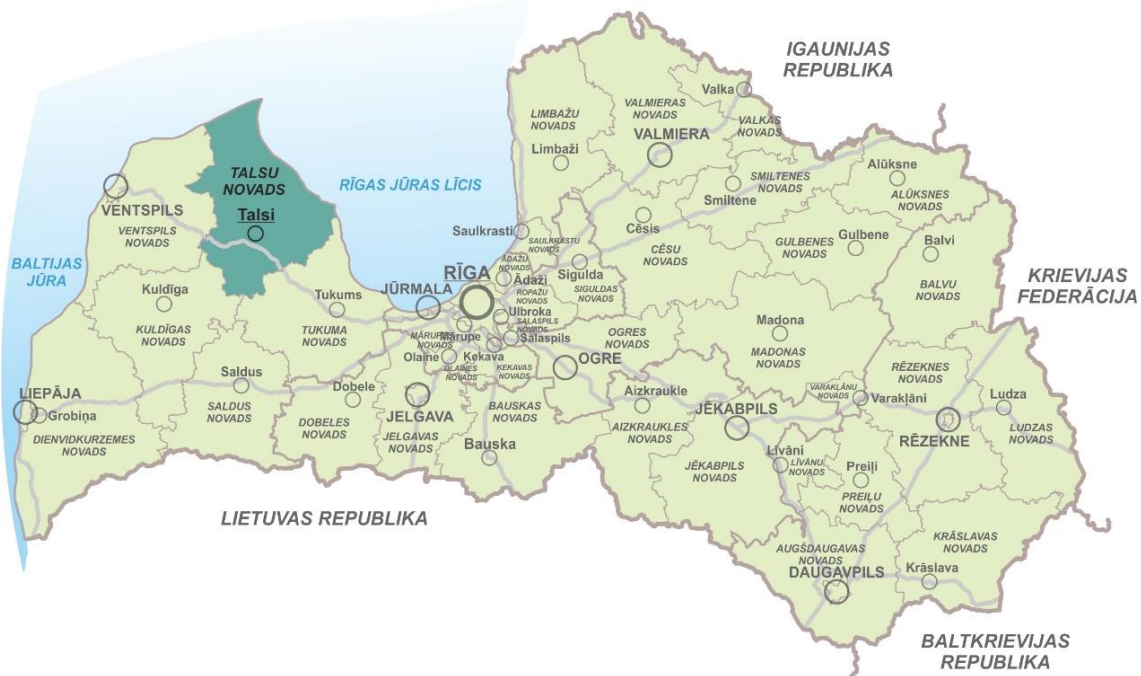 IGAUNIJAS
REPUBLIKA
Valka
LIMBAŽU
NOVADS
VALMIERAS
NOVADS
VALKAS
NOVADS
VALMIERA
Limbaži
Alūksne
SMILTENES
NOVADS
ALŪKSNES
NOVADS
Smiltene
TALSU
NOVADS
Talsi
RĪGAS JŪRAS LĪCIS
VENTSPILS
VENTSPILS
NOVADS
Saulkrasti
SAULKRASTU
NOVADS
Cēsis
CĒSU
NOVADS
GULBENES
NOVADS
Gulbene
Balvi
BALVU
NOVADS
BALTIJAS
JŪRA
KRIEVIJAS
FEDERĀCIJA
ĀDAŽU
NOVADS
Ādaži
Sigulda
SIGULDAS
NOVADS
RĪGA
JŪRMALA
ROPAŽU
NOVADS
Ulbroka
SALASPILS
NOVADS
Salaspils
Kuldīga
KULDĪGAS
NOVADS
Tukums
TUKUMA
NOVADS
MĀRUPES
NOVADS
Mārupe
Olaine
OLAINES
NOVADS
Ķekava
ĶEKAVAS
NOVADS
OGRES
NOVADS
OGRE
Madona
MADONAS
NOVADS
RĒZEKNES
NOVADS
LIEPĀJA
Grobiņa
DIENVIDKURZEMES
NOVADS
Saldus
SALDUS
NOVADS
Dobele
DOBELES
NOVADS
JELGAVA
JELGAVAS
NOVADS
BAUSKAS
NOVADS
Bauska
Aizkraukle
AIZKRAUKLES
NOVADS
JĒKABPILS
JĒKABPILS
NOVADS
VARAKĻĀNU
NOVADS
Varakļāni
RĒZEKNE
Ludza
LUDZAS
NOVADS
Līvāni
LĪVĀNU
NOVADS
Preiļi
PREIĻU
NOVADS
LIETUVAS REPUBLIKA
AUGŠDAUGAVAS
NOVADS
DAUGAVPILS
KRĀSLAVAS
NOVADS
Krāslava
BALTKRIEVIJAS
REPUBLIKA